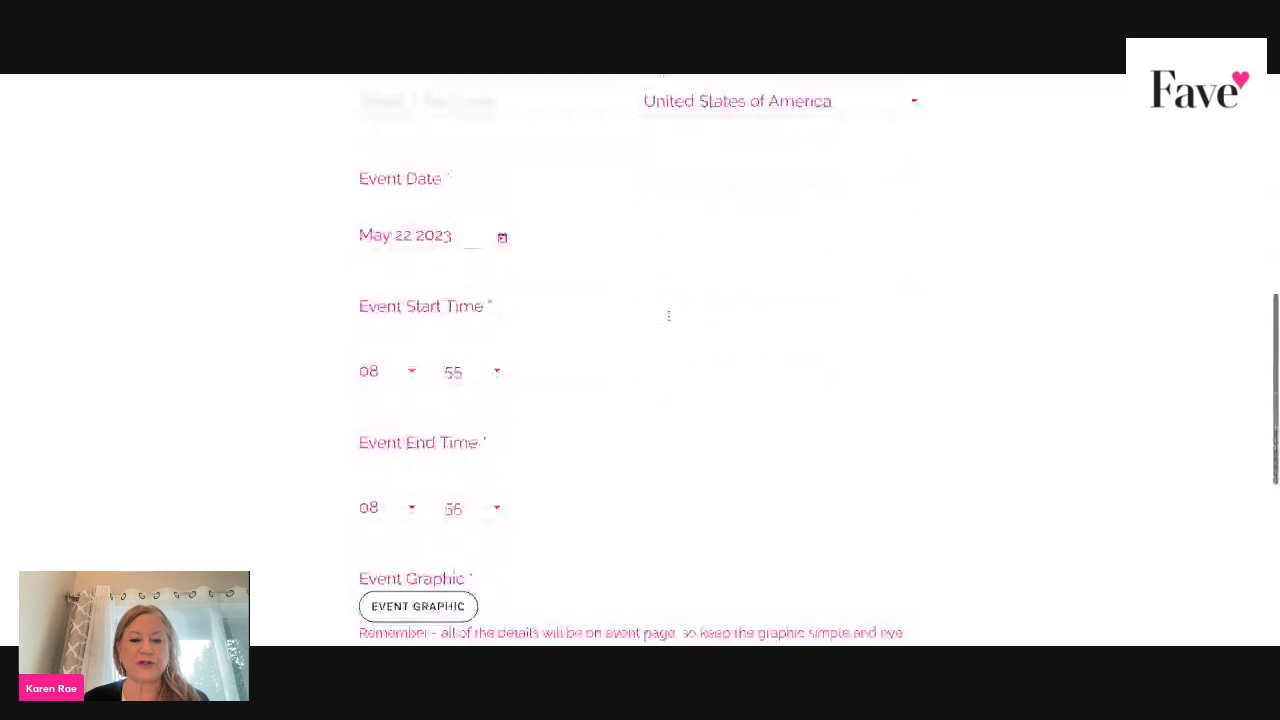 Fave
United States of America
Event Date *
May 22 2023
Event Start Time *
08 55
Event End Time *
08 56
Event Graphic *
EVENT GRAPHIC
Remember - all of the details will be on event page, so keep the graphic simple and eye
Karen Rae